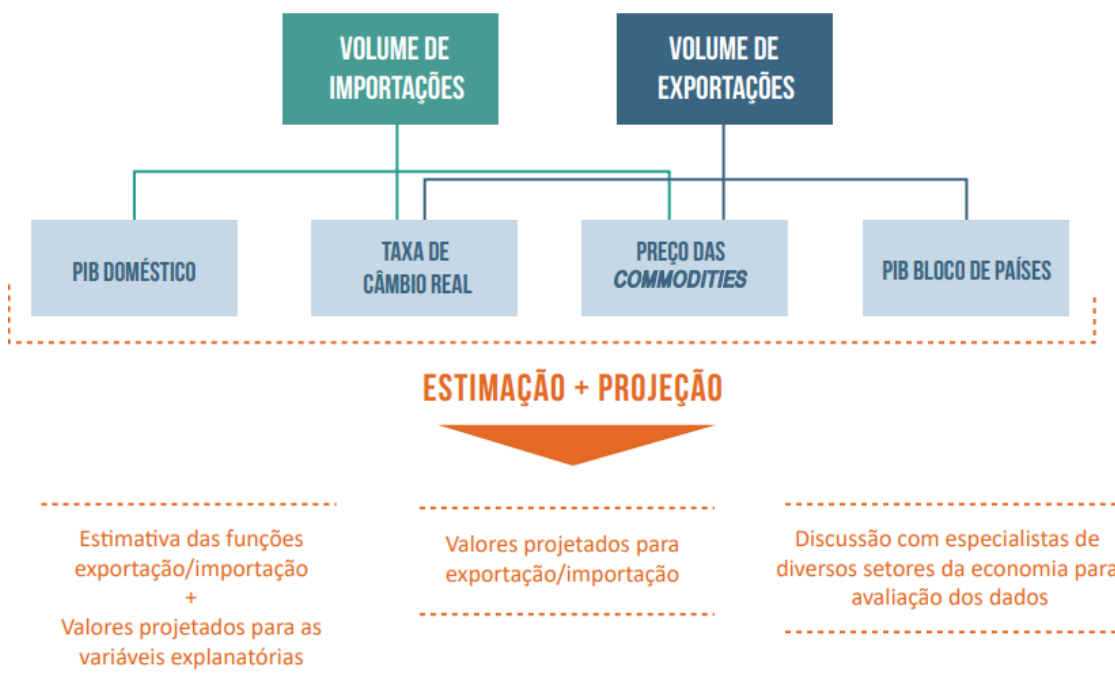 VOLUME DE
IMPORTAÇÕES
VOLUME DE
EXPORTAÇÕES
PIB DOMÉSTICO
TAXA DE
CÂMBIO REAL
PREÇO DAS
COMMODITIES
PIB BLOCO DE PAÍSES
ESTIMAÇÃO + PROJEÇÃO
Estimativa das funções
exportação/importação
+
Valores projetados para as
variáveis explanatórias
Valores projetados para
exportação/importação
Discussão com especialistas de
diversos setores da economia para
avaliação dos dados